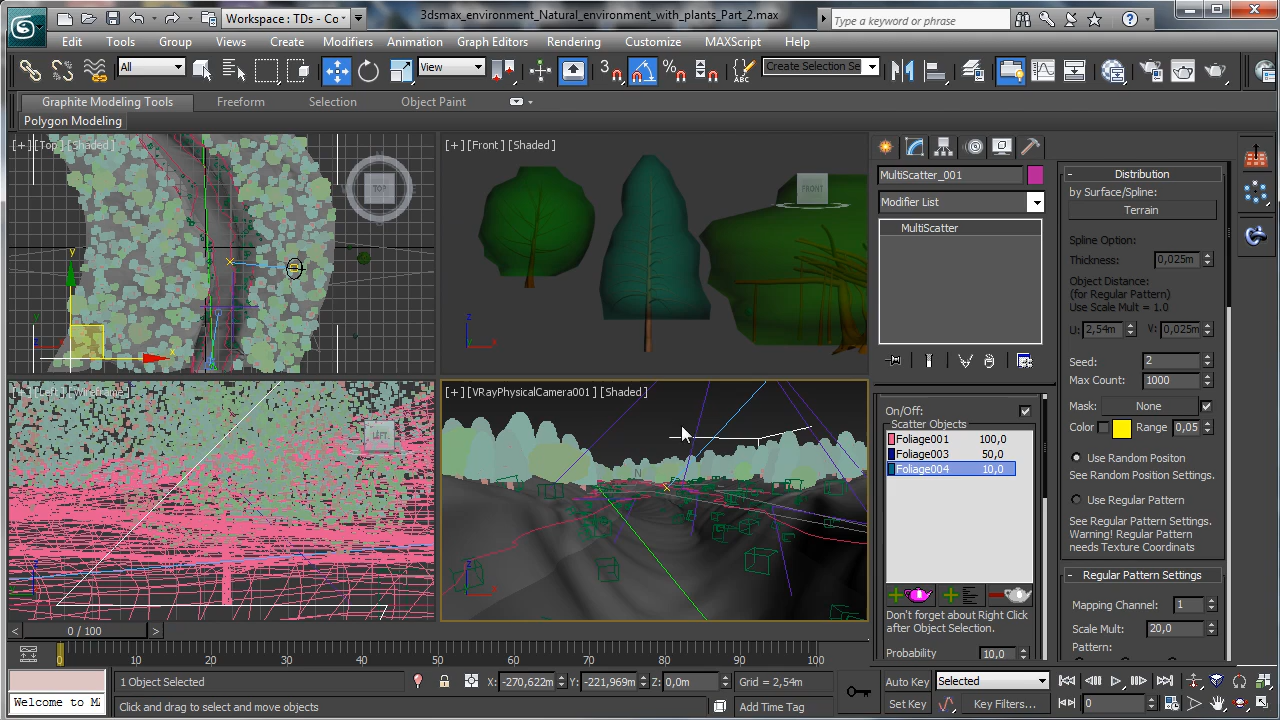 Workspace : TDs - Co
3dsmax_environment_Natural_environment_with_plants_Part_2.max
Type a keyword or phrase
Edit Tools Group Views Create Modifiers Animation Graph Editors Rendering Customize MAXScript Help
All
View
3
ABC
Create Selection Se
Graphite Modeling Tools Freeform Selection Object Paint
Polygon Modeling
[+][Top][Shaded]
TOP
y
x
[+][Front][Shaded]
FRONT
z
x
[+][Left][Wireframe]
LEFT
[+][VRayPhysicalCamera001][Shaded]
N
z
MultiScatter_001
Modifier List
MultiScatter
On/Off:
Scatter Objects
Foliage001 100,0
Foliage003 50,0
Foliage004 10,0
Don't forget about Right Click
after Object Selection.
Probability 10,0
- Distribution
by Surface/Spline:
Terrain
Spline Option:
Thickness: 0,025m
Object Distance:
(for Regular Pattern)
Use Scale Mult = 1.0
U: 2,54m V: 0,025m
Seed: 2
Max Count: 1000
Mask: None
Color Range 0,05
Use Random Positon
See Random Position Settings.
Use Regular Pattern
See Regular Pattern Settings.
Warning! Regular Pattern
needs Texture Coordinats
- Regular Pattern Settings
Mapping Channel: 1
Scale Mult: 20,0
Pattern:
< 0 / 100 >
0 10 20 30 40 50 60 70 80 90 100
1 Object Selected
X: -270,622m Y: -221,969m Z: 0,0m
Grid = 2,54m
Auto Key Selected
Welcome to M
Click and drag to select and move objects
Add Time Tag
Set Key Key Filters...
0